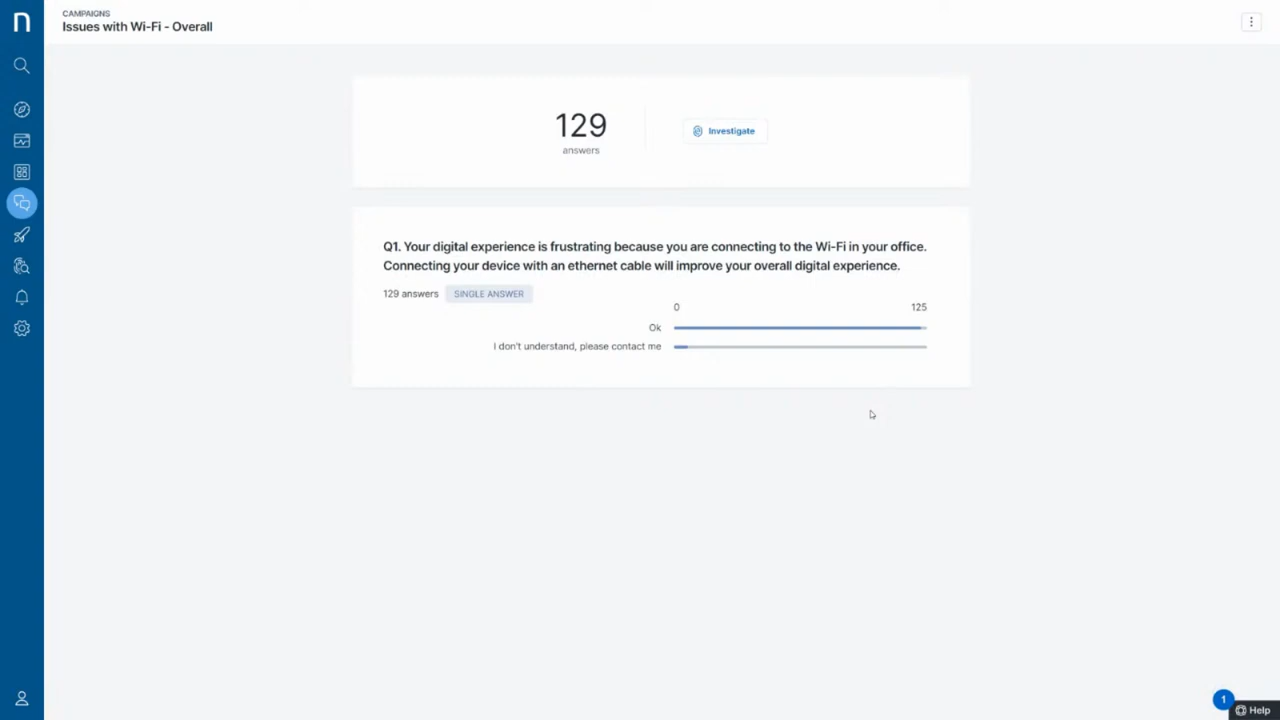 n
CAMPAIGNS
Issues with Wi-Fi - Overall
129
answers
Investigate
Q1. Your digital experience is frustrating because you are connecting to the Wi-Fi in your office.
Connecting your device with an ethernet cable will improve your overall digital experience.
129 answers SINGLE ANSWER
0 125
Ok
I don't understand, please contact me
1
Help